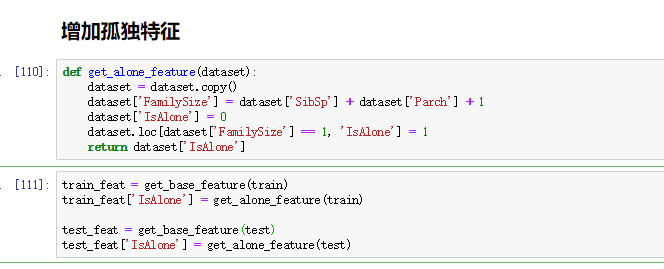 增加孤独特征
[110]:
def get_alone_feature(dataset):
    dataset = dataset.copy()
    dataset['FamilySize'] = dataset['SibSp'] + dataset['Parch'] + 1
    dataset['IsAlone'] = 0
    dataset.loc[dataset['FamilySize'] == 1, 'IsAlone'] = 1
    return dataset['IsAlone']
[111]:
train_feat = get_base_feature(train)
train_feat['IsAlone'] = get_alone_feature(train)

test_feat = get_base_feature(test)
test_feat['IsAlone'] = get_alone_feature(test)